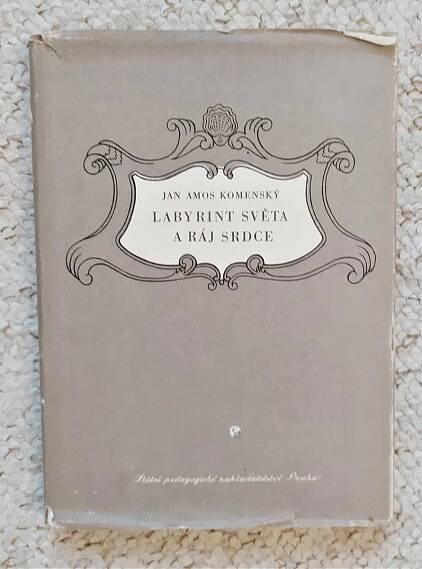 JAN AMOS KOMENSKÝ
LABYRINT SVĚTA
A RÁJ SRDCE
Státní pedagogické nakladatelství Praha